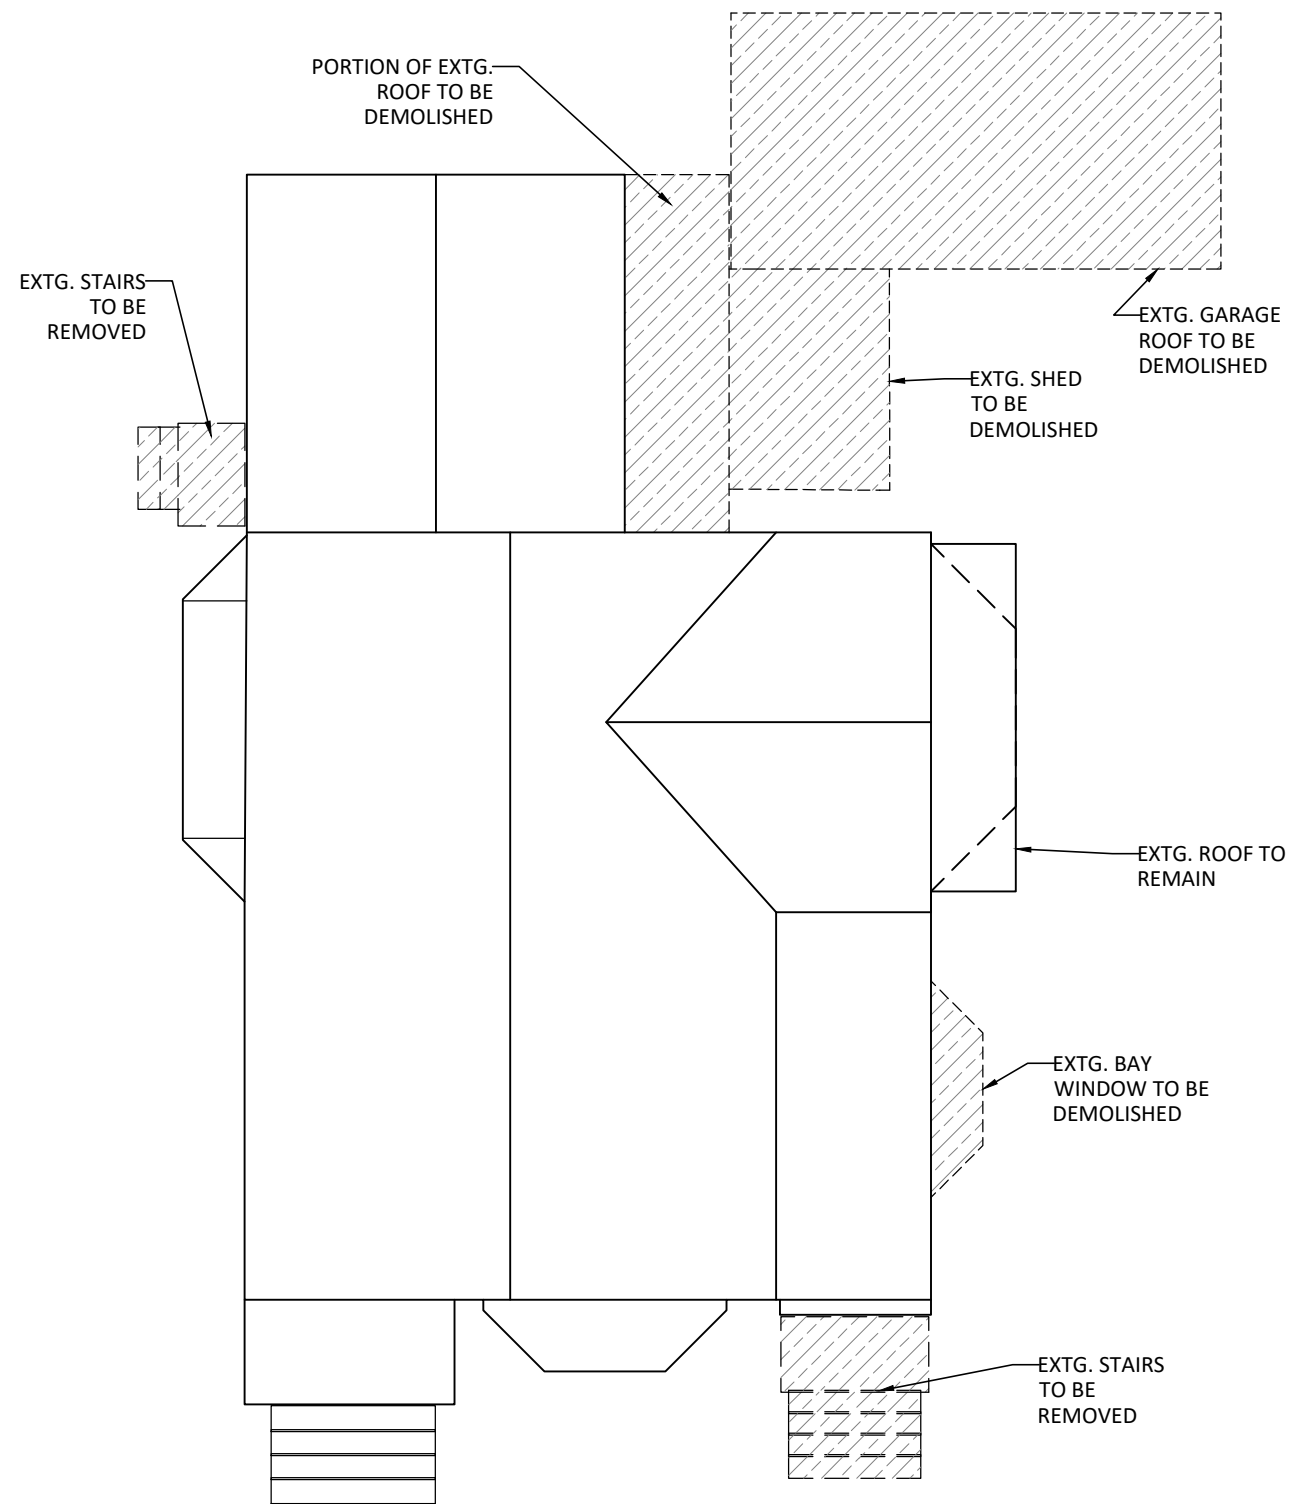 PORTION OF EXTG.
ROOF TO BE
DEMOLISHED
EXTG. STAIRS
TO BE
REMOVED
EXTG. GARAGE
ROOF TO BE
DEMOLISHED
EXTG. SHED
TO BE
DEMOLISHED
EXTG. ROOF TO
REMAIN
EXTG. BAY
WINDOW TO BE
DEMOLISHED
EXTG. STAIRS
TO BE
REMOVED